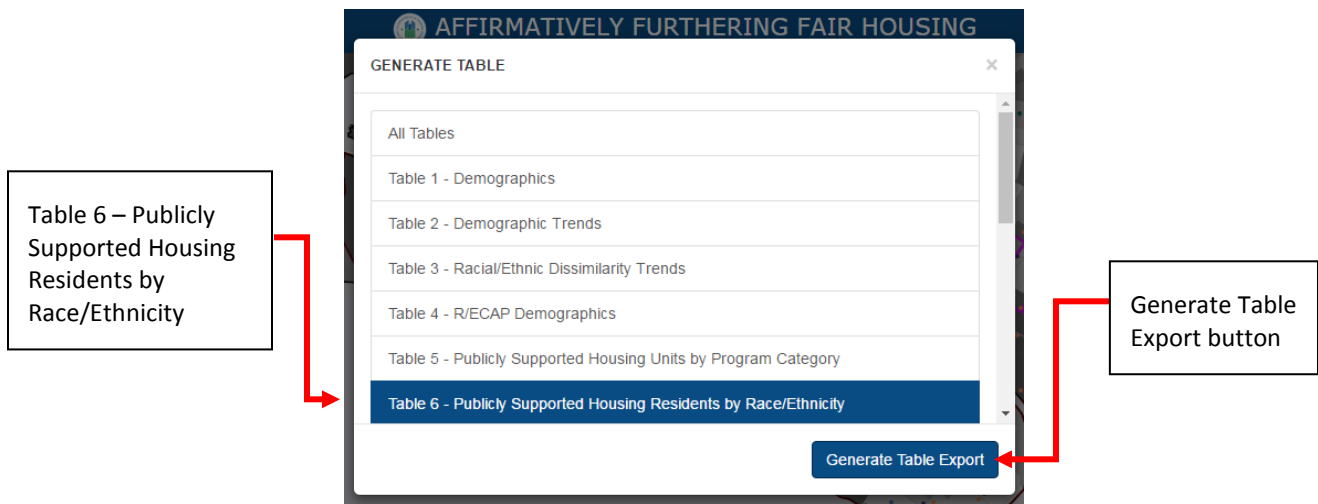 AFFIRMATIVELY FURTHERING FAIR HOUSING
GENERATE TABLE
×
All Tables
Table 1 - Demographics
Table 2 - Demographic Trends
Table 3 - Racial/Ethnic Dissimilarity Trends
Table 4 - R/ECAP Demographics
Table 5 - Publicly Supported Housing Units by Program Category
Table 6 - Publicly Supported Housing Residents by Race/Ethnicity
Generate Table Export
Table 6 – Publicly
Supported Housing
Residents by
Race/Ethnicity
Generate Table
Export button